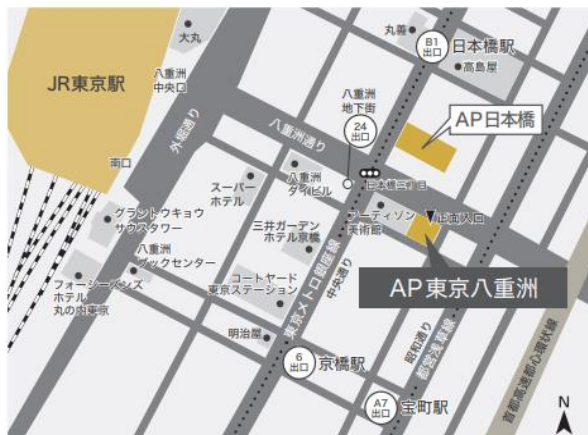 大丸
丸善
B1
出口
日本橋駅
高島屋
JR東京駅
八重洲
中央口
外堀通り
八重洲
地下街
24
出口
AP日本橋
八重洲通り
南口
八重洲
ダイビル
日本橋三丁目
スーパー
ホテル
アーティゾン
美術館
正面入口
グラントウキョウ
サウスタワー
三井ガーデン
ホテル京橋
八重洲
ブックセンター
フォーシーズンズ
ホテル
丸の内東京
コートヤード
東京ステーション
東京メトロ銀座線
中央通り
AP東京八重洲
明治屋
昭和通り
都営浅草線
首都高速都心環状線
6
出口
京橋駅
A7
出口
宝町駅
N